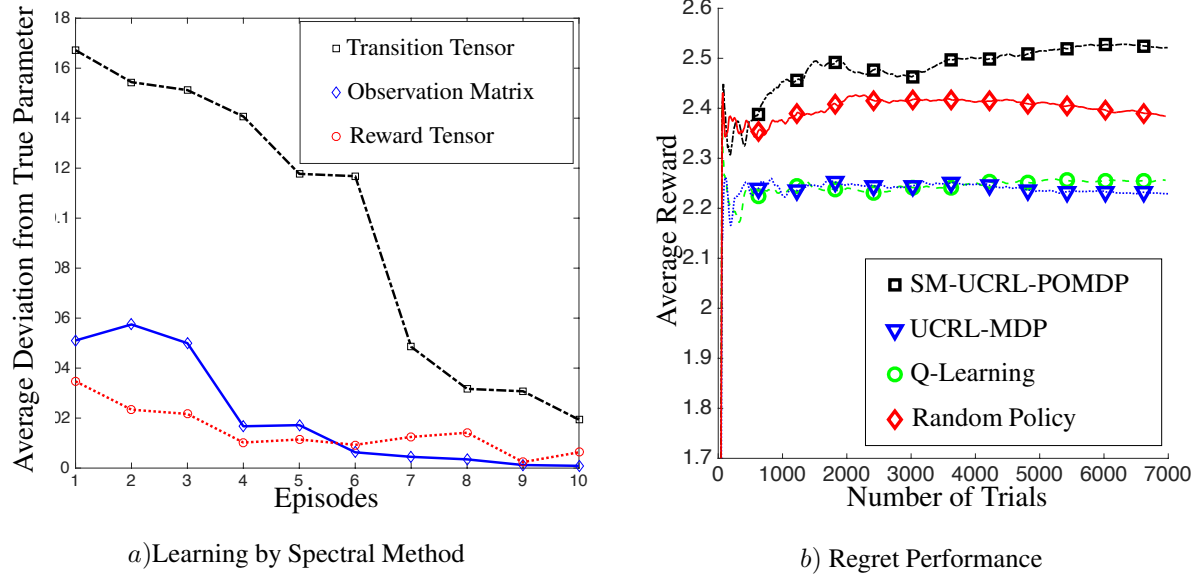 Average Deviation from True Parameter
18
16
14
12
0.1
08
06
04
02
0
1 2 3 4 5 6 7 8 9 10
Episodes
Transition Tensor
Observation Matrix
Reward Tensor
a)Learning by Spectral Method
Average Reward
2.6
2.5
2.4
2.3
2.2
2.1
2
1.9
1.8
1.7
0 1000 2000 3000 4000 5000 6000 7000
Number of Trials
SM-UCRL-POMDP
UCRL-MDP
Q-Learning
Random Policy
b) Regret Performance